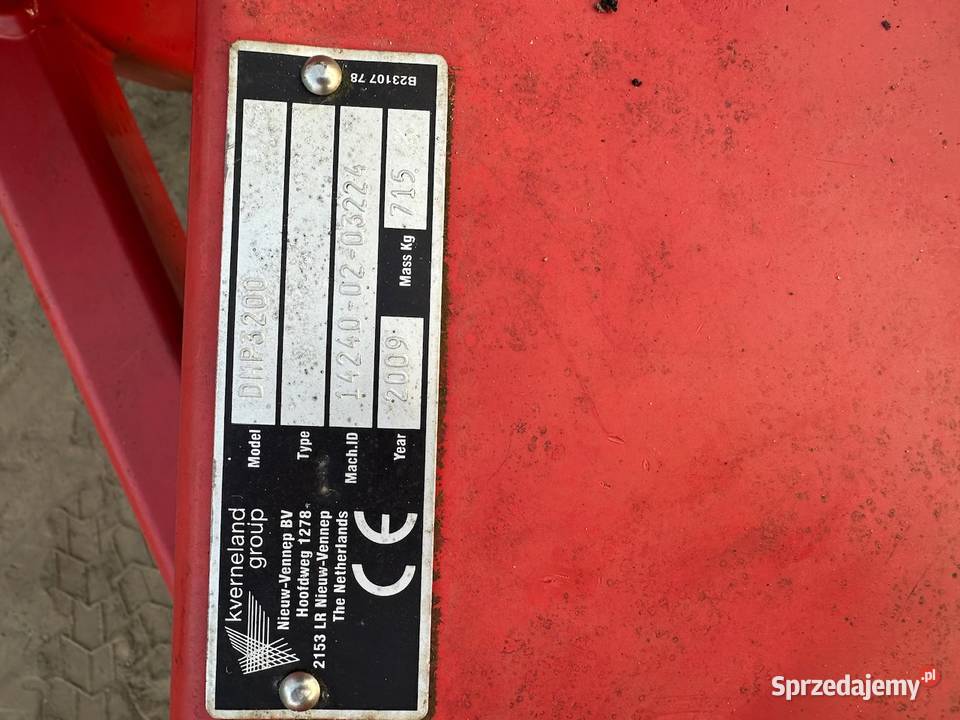 kverneland
group
Nieuw-Vennep BV
Hoofdweg 1278
2153 LR Nieuw-Vennep
The Netherlands
CE
Model DMP3200
Type
Mach.ID 14240-02-03224
Year 2009 Mass Kg 715
B23107 78
Sprzedajemy.pl